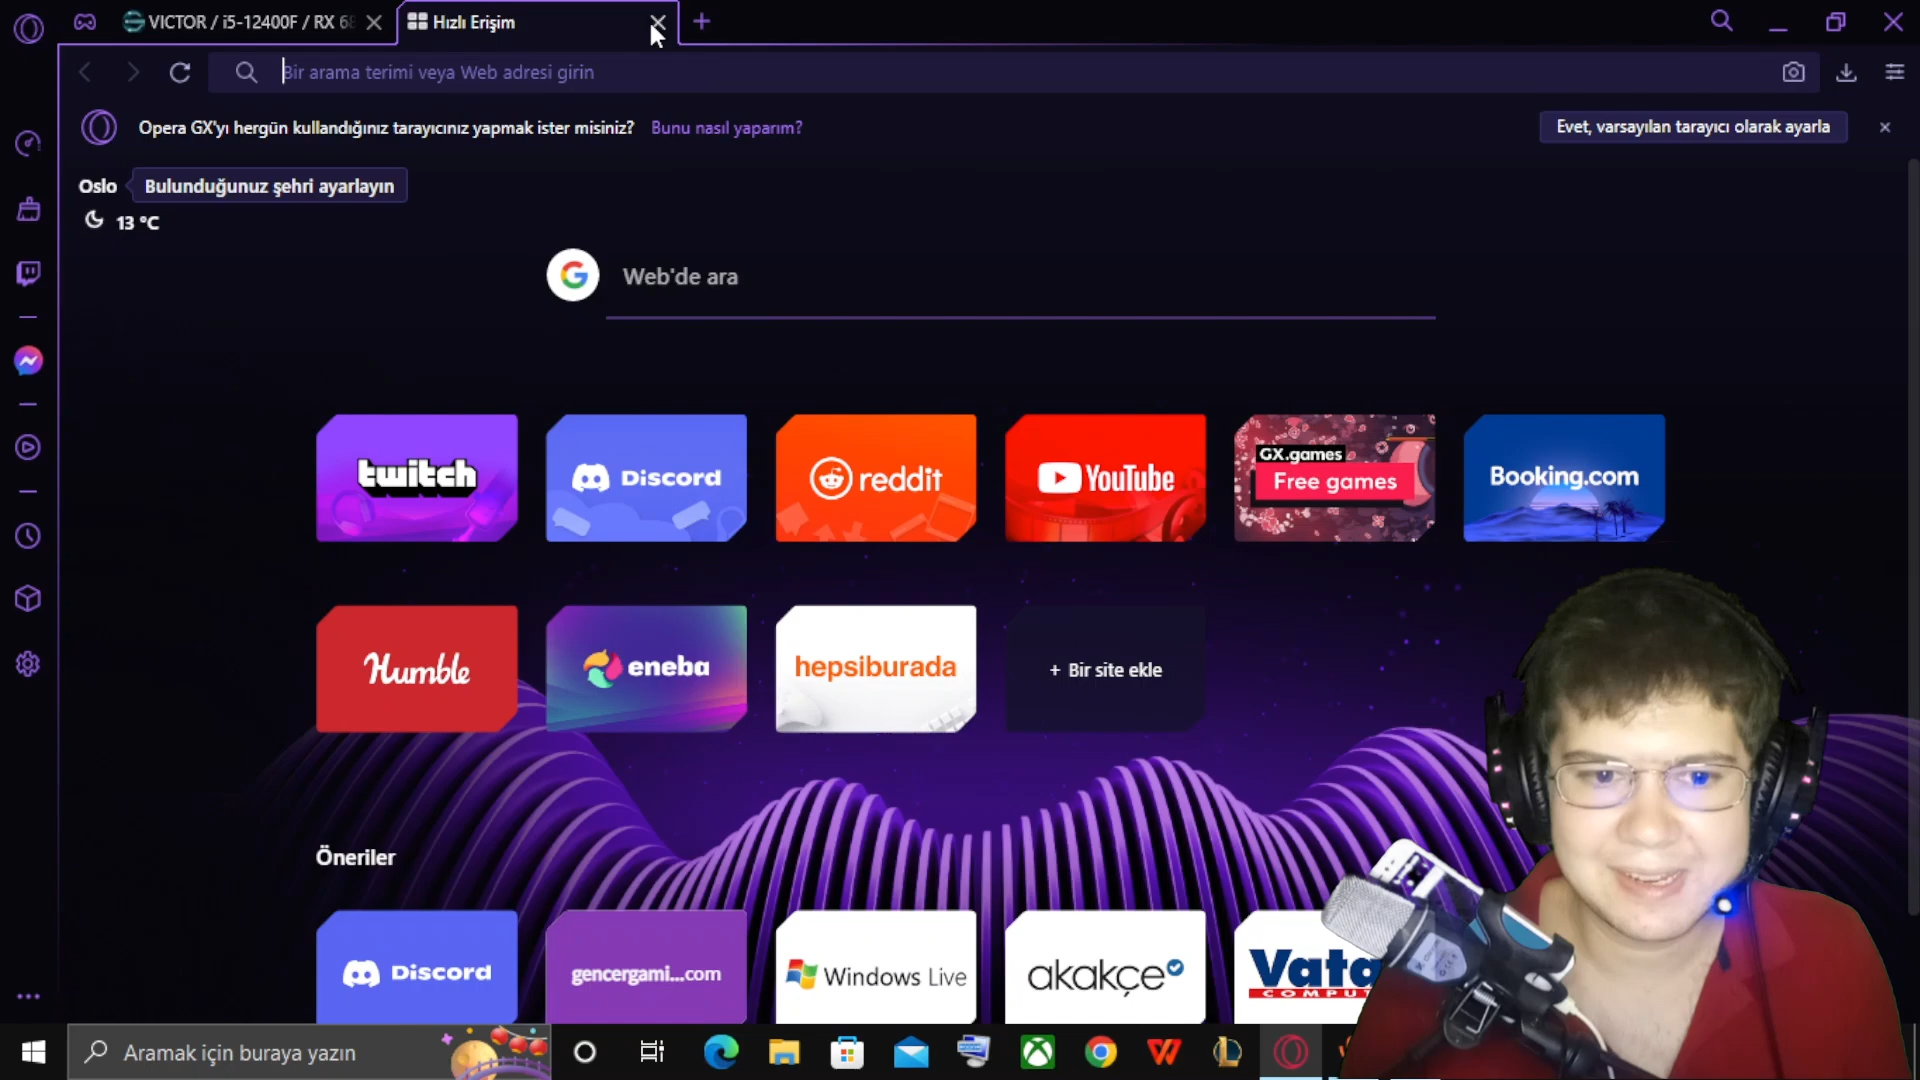 VICTOR / i5-12400F / RX 68
Hızlı Erişim
Bir arama terimi veya Web adresi girin
Opera GX'yı hergün kullandığınız tarayıcınız yapmak ister misiniz? Bunu nasıl yaparım?
Evet, varsayılan tarayıcı olarak ayarla
Oslo
Bulunduğunuz şehri ayarlayın
13 °C
Web'de ara
twitch
Discord
reddit
YouTube
GX.games
Free games
Booking.com
Humble
eneba
hepsiburada
+ Bir site ekle
Öneriler
Discord
gencergami...com
Windows Live
akakçe
Vata
COMPUT
Aramak için buraya yazın